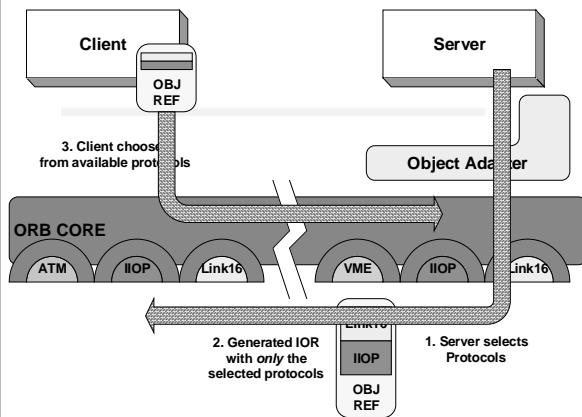 Client
Server
OBJ
REF
3. Client choose
from available protocols
Object Adapter
ORB CORE
ATM
IIOP
Link16
VME
IIOP
Link16
Link16
IIOP
OBJ
REF
2. Generated IOR
with only the
selected protocols
1. Server selects
Protocols